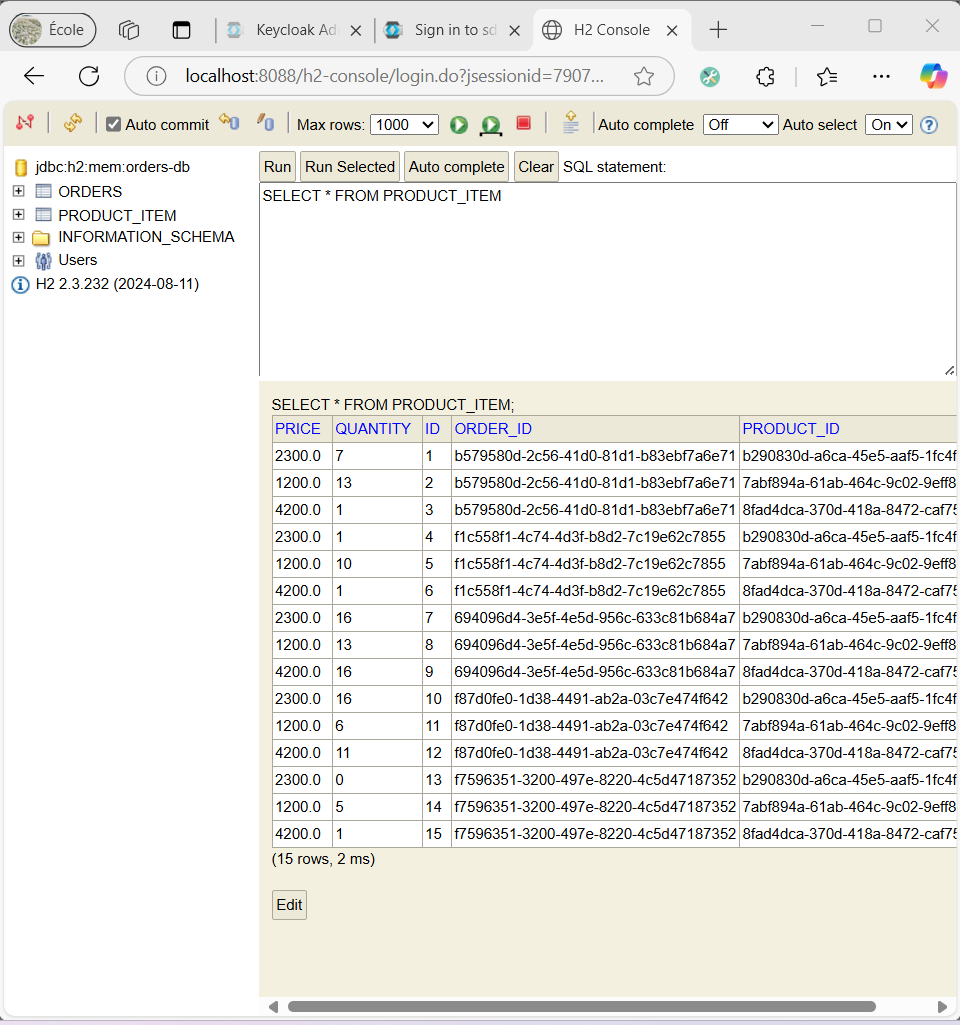 École
Keycloak Ad
Sign in to sd
H2 Console
localhost:8088/h2-console/login.do?jsessionid=7907...
Auto commit
Max rows: 1000
Auto complete Off
Auto select On
jdbc:h2:mem:orders-db
ORDERS
PRODUCT_ITEM
INFORMATION_SCHEMA
Users
H2 2.3.232 (2024-08-11)
Run Run Selected Auto complete Clear SQL statement:
SELECT * FROM PRODUCT_ITEM
SELECT * FROM PRODUCT_ITEM;
PRICE QUANTITY ID ORDER_ID PRODUCT_ID
2300.0 7 1 b579580d-2c56-41d0-81d1-b83ebf7a6e71 b290830d-a6ca-45e5-aaf5-1fc4f
1200.0 13 2 b579580d-2c56-41d0-81d1-b83ebf7a6e71 7abf894a-61ab-464c-9c02-9eff8
4200.0 1 3 b579580d-2c56-41d0-81d1-b83ebf7a6e71 8fad4dca-370d-418a-8472-caf75
2300.0 1 4 f1c558f1-4c74-4d3f-b8d2-7c19e62c7855 b290830d-a6ca-45e5-aaf5-1fc4f
1200.0 10 5 f1c558f1-4c74-4d3f-b8d2-7c19e62c7855 7abf894a-61ab-464c-9c02-9eff8
4200.0 1 6 f1c558f1-4c74-4d3f-b8d2-7c19e62c7855 8fad4dca-370d-418a-8472-caf75
2300.0 16 7 694096d4-3e5f-4e5d-956c-633c81b684a7 b290830d-a6ca-45e5-aaf5-1fc4f
1200.0 13 8 694096d4-3e5f-4e5d-956c-633c81b684a7 7abf894a-61ab-464c-9c02-9eff8
4200.0 16 9 694096d4-3e5f-4e5d-956c-633c81b684a7 8fad4dca-370d-418a-8472-caf75
2300.0 16 10 f87d0fe0-1d38-4491-ab2a-03c7e474f642 b290830d-a6ca-45e5-aaf5-1fc4f
1200.0 6 11 f87d0fe0-1d38-4491-ab2a-03c7e474f642 7abf894a-61ab-464c-9c02-9eff8
4200.0 11 12 f87d0fe0-1d38-4491-ab2a-03c7e474f642 8fad4dca-370d-418a-8472-caf75
2300.0 0 13 f7596351-3200-497e-8220-4c5d47187352 b290830d-a6ca-45e5-aaf5-1fc4f
1200.0 5 14 f7596351-3200-497e-8220-4c5d47187352 7abf894a-61ab-464c-9c02-9eff8
4200.0 1 15 f7596351-3200-497e-8220-4c5d47187352 8fad4dca-370d-418a-8472-caf75
(15 rows, 2 ms)
Edit